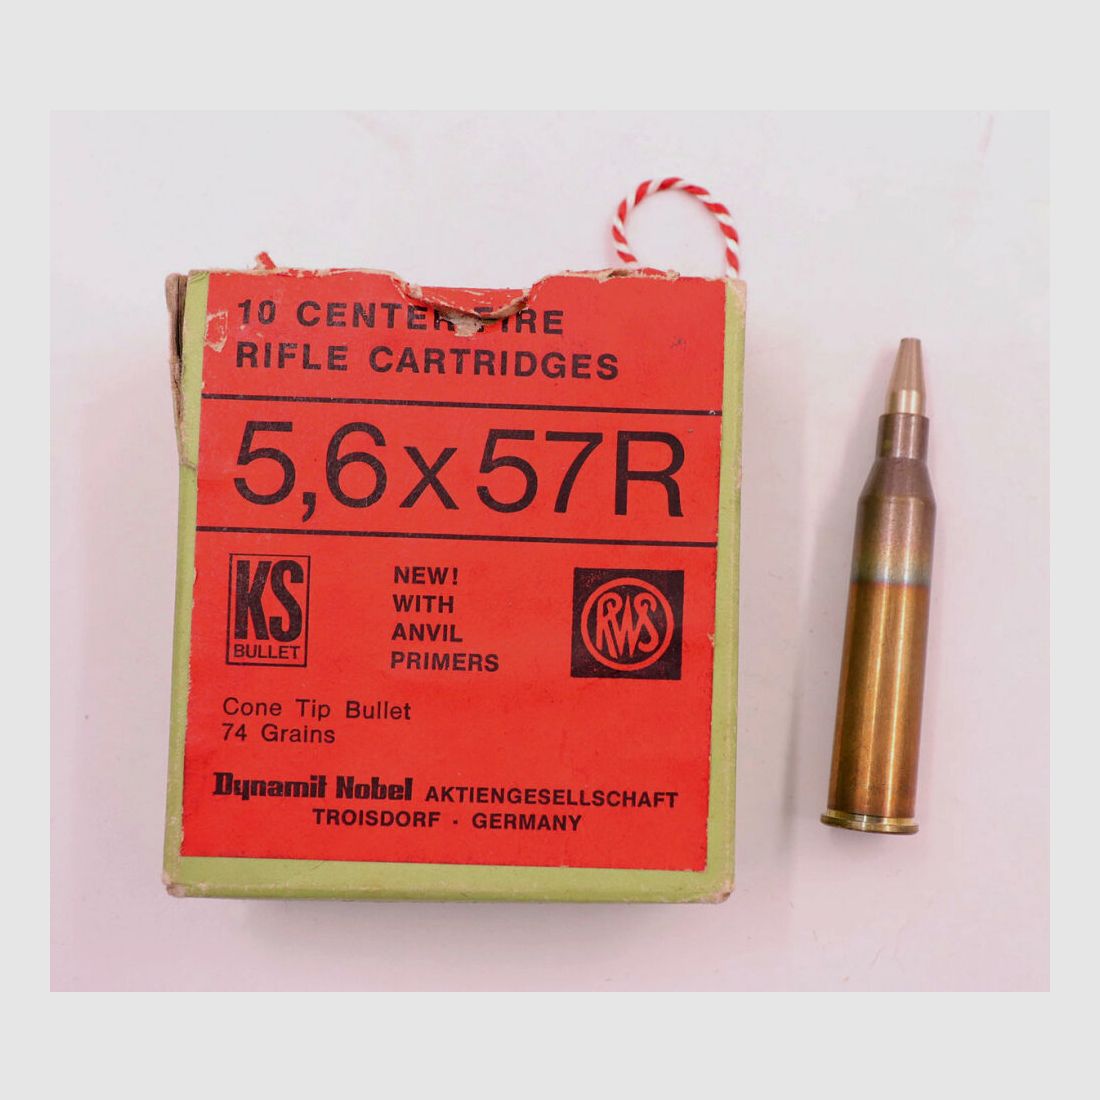 10 CENTER FIRE
RIFLE CARTRIDGES
5,6x57R
KS
BULLET
NEW!
WITH
ANVIL
PRIMERS
RWS
Cone Tip Bullet
74 Grains
Dynamit Nobel AKTIENGESELLSCHAFT
TROISDORF · GERMANY